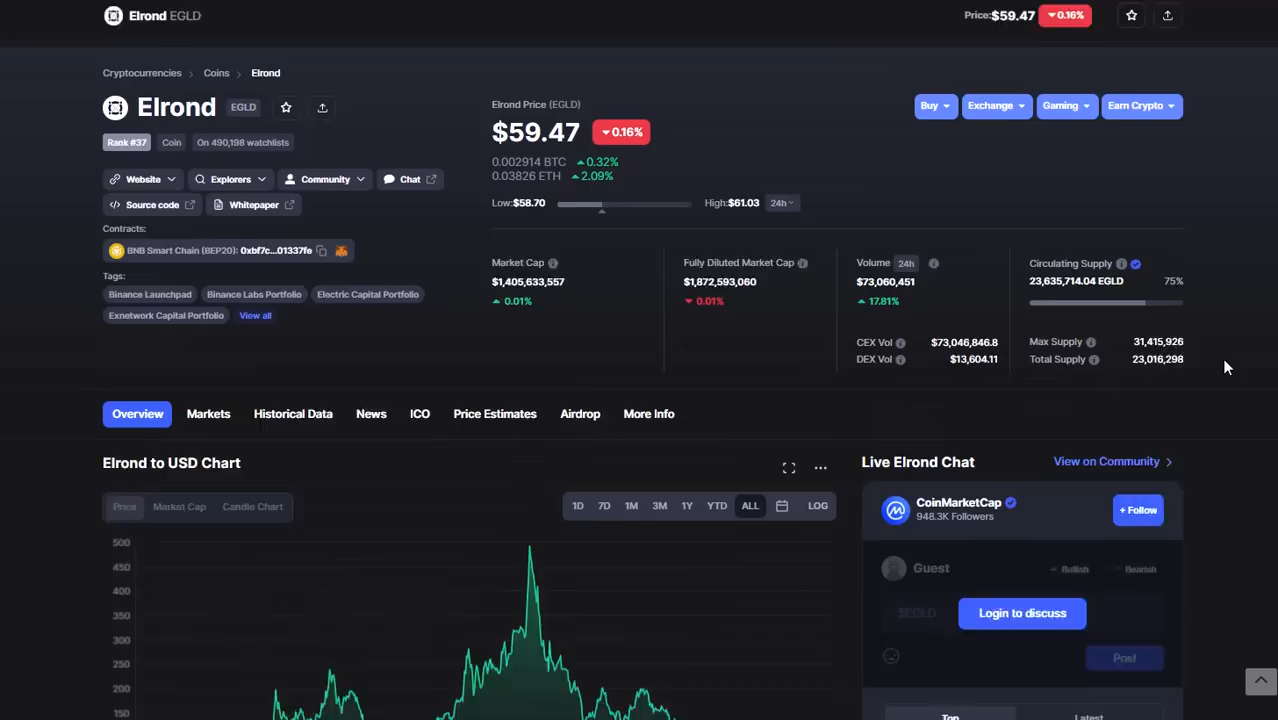 Elrond EGLD
Price: $59.47 0.16%
Cryptocurrencies Coins Elrond
Elrond EGLD
Rank #37 Coin On 490,198 watchlists
Website Explorers Community Chat
Source code Whitepaper
Contracts:
BNB Smart Chain (BEP20): 0xbf7c...01337fe
Tags:
Binance Launchpad Binance Labs Portfolio Electric Capital Portfolio
Exnetwork Capital Portfolio View all
Elrond Price (EGLD)
$59.47 0.16%
0.002914 BTC 0.32%
0.03826 ETH 2.09%
Low: $58.70 High: $61.03 24h
Buy Exchange Gaming Earn Crypto
Market Cap
$1,405,633,557
0.01%
Fully Diluted Market Cap
$1,872,593,060
0.01%
Volume 24h
$73,060,451
17.81%
CEX Vol $73,046,846.8
DEX Vol $13,604.11
Circulating Supply
23,635,714.04 EGLD 75%
Max Supply 31,415,926
Total Supply 23,016,298
Overview Markets Historical Data News ICO Price Estimates Airdrop More Info
Elrond to USD Chart
Price Market Cap Candle Chart
1D 7D 1M 3M 1Y YTD ALL LOG
500
450
400
350
300
250
200
150
Live Elrond Chat View on Community
CoinMarketCap
948.3K Followers
+ Follow
Guest Bullish Bearish
$EGLD
Login to discuss
Post
Top Latest